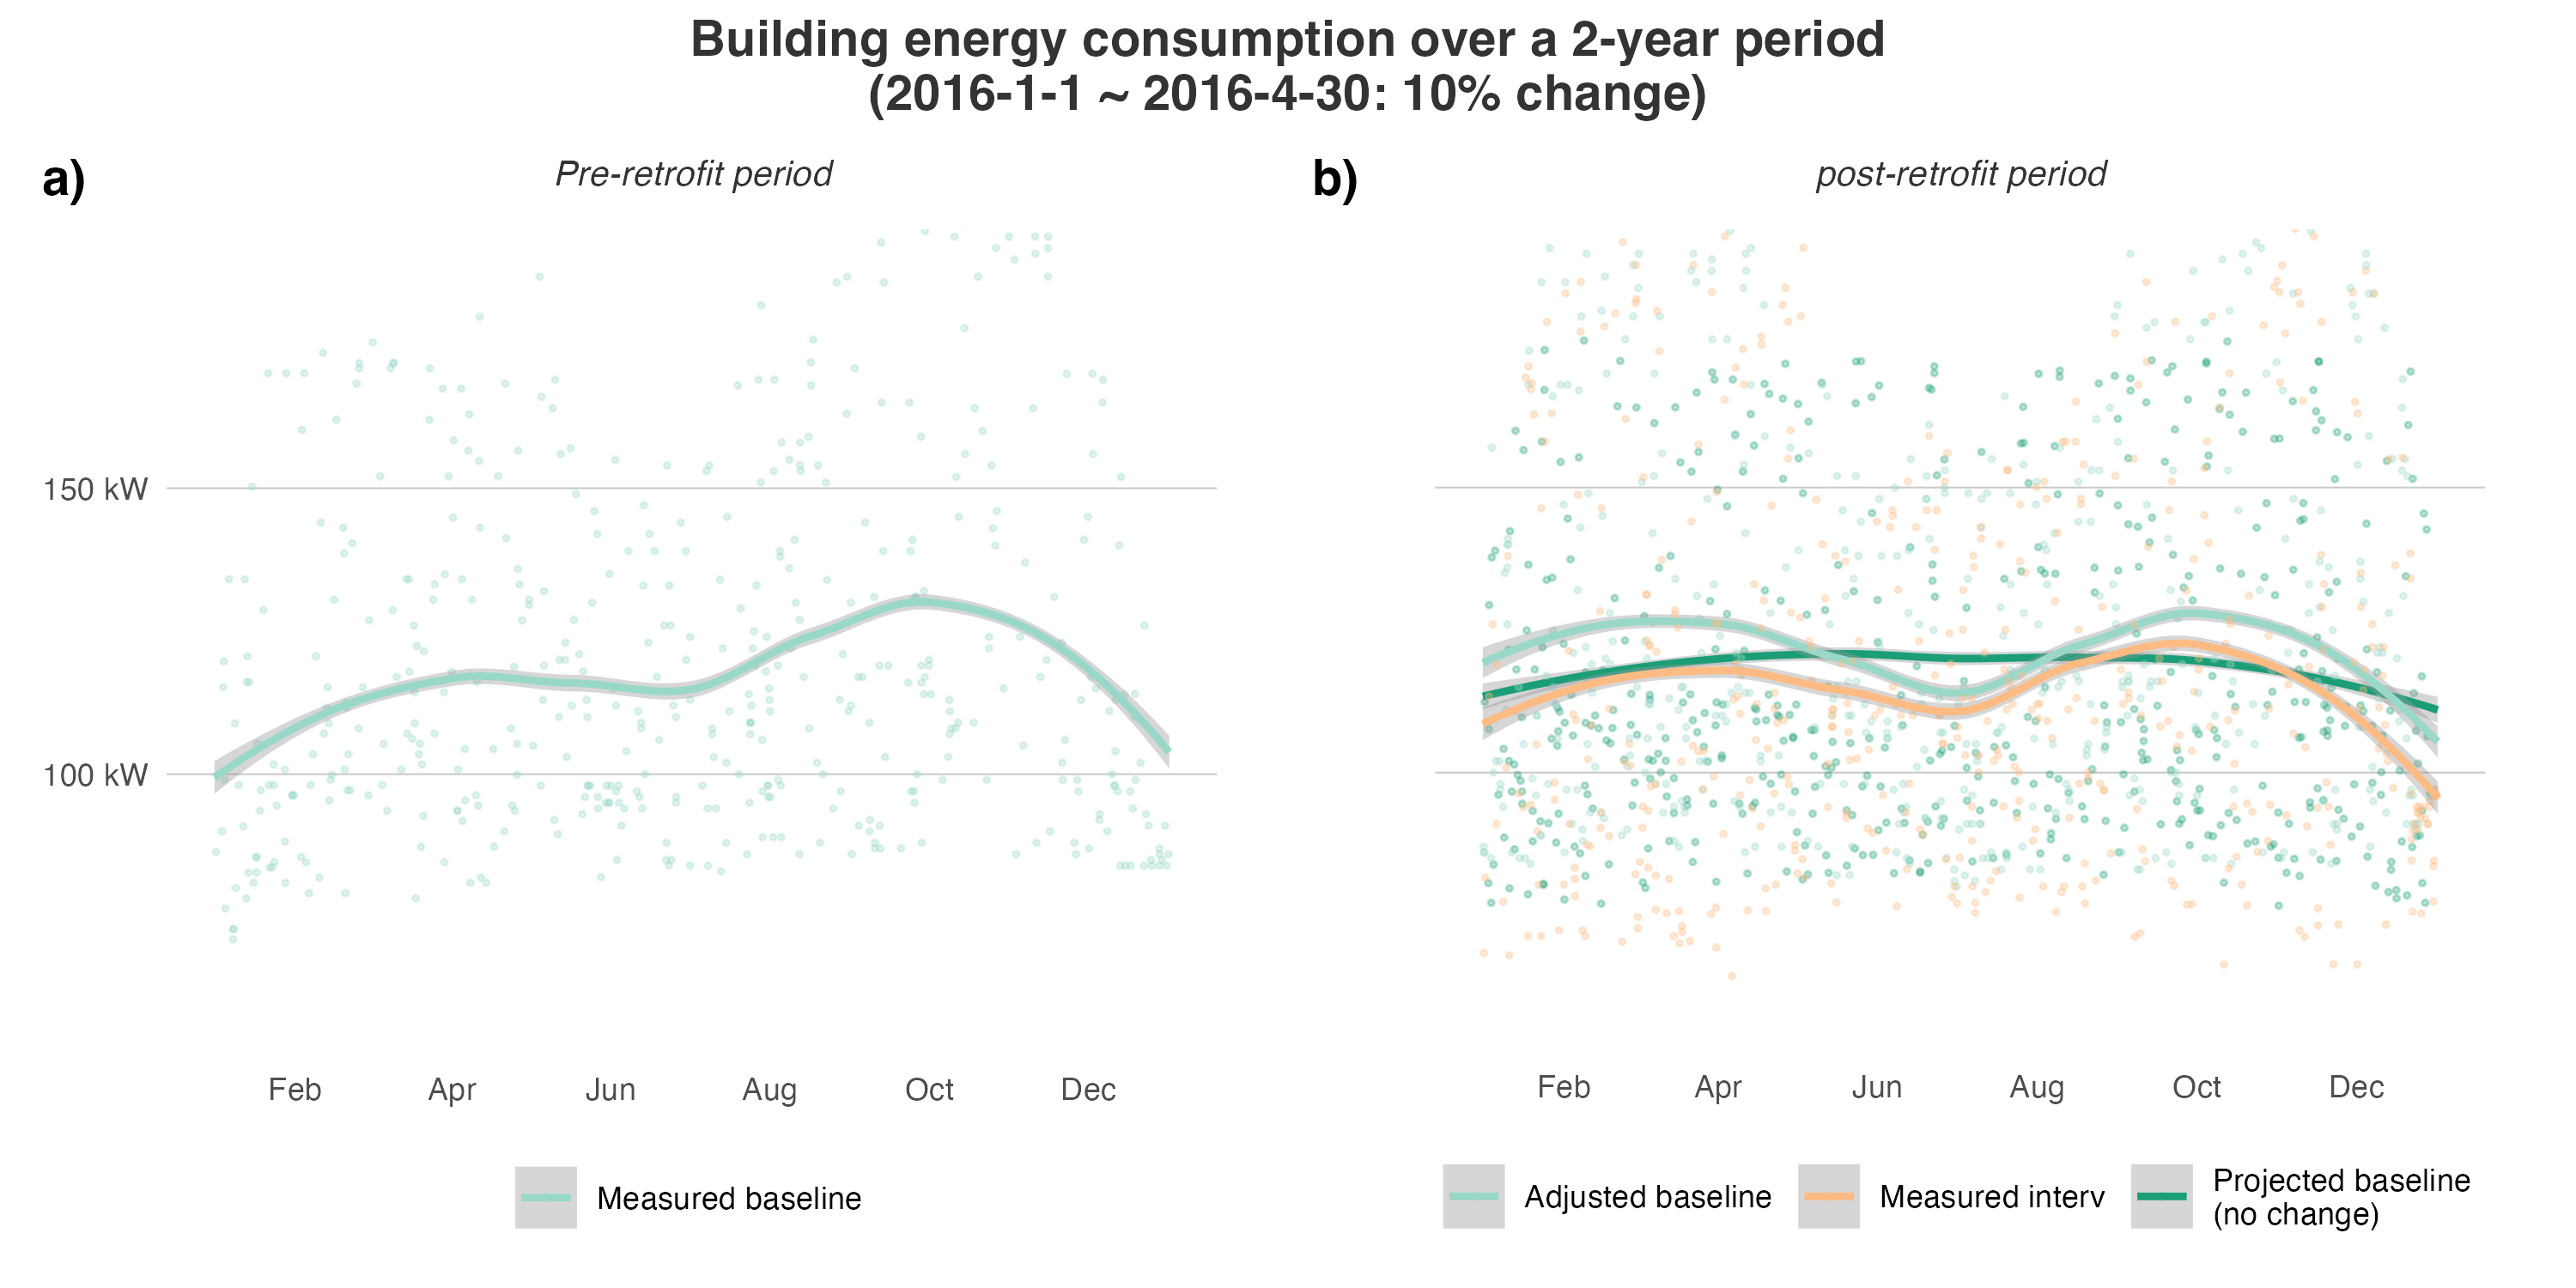 Building energy consumption over a 2-year period
(2016-1-1 ~ 2016-4-30: 10% change)
a)
Pre-retrofit period
150 kW
100 kW
Feb Apr Jun Aug Oct Dec
Measured baseline
b)
post-retrofit period
Feb Apr Jun Aug Oct Dec
Adjusted baseline
Measured interv
Projected baseline
(no change)